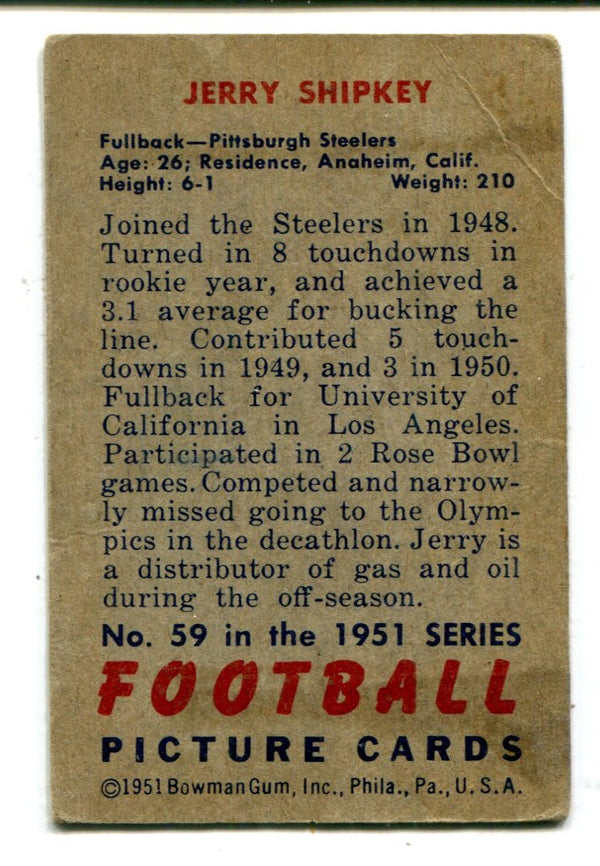 JERRY SHIPKEY
Fullback—Pittsburgh Steelers
Age: 26; Residence, Anaheim, Calif.
Height: 6-1 Weight: 210
Joined the Steelers in 1948.
Turned in 8 touchdowns in
rookie year, and achieved a
3.1 average for bucking the
line. Contributed 5 touch-
downs in 1949, and 3 in 1950.
Fullback for University of
California in Los Angeles.
Participated in 2 Rose Bowl
games. Competed and narrow-
ly missed going to the Olym-
pics in the decathlon. Jerry is
a distributor of gas and oil
during the off-season.
No. 59 in the 1951 SERIES
FOOTBALL
PICTURE CARDS
©1951 Bowman Gum, Inc., Phila., Pa., U. S. A.